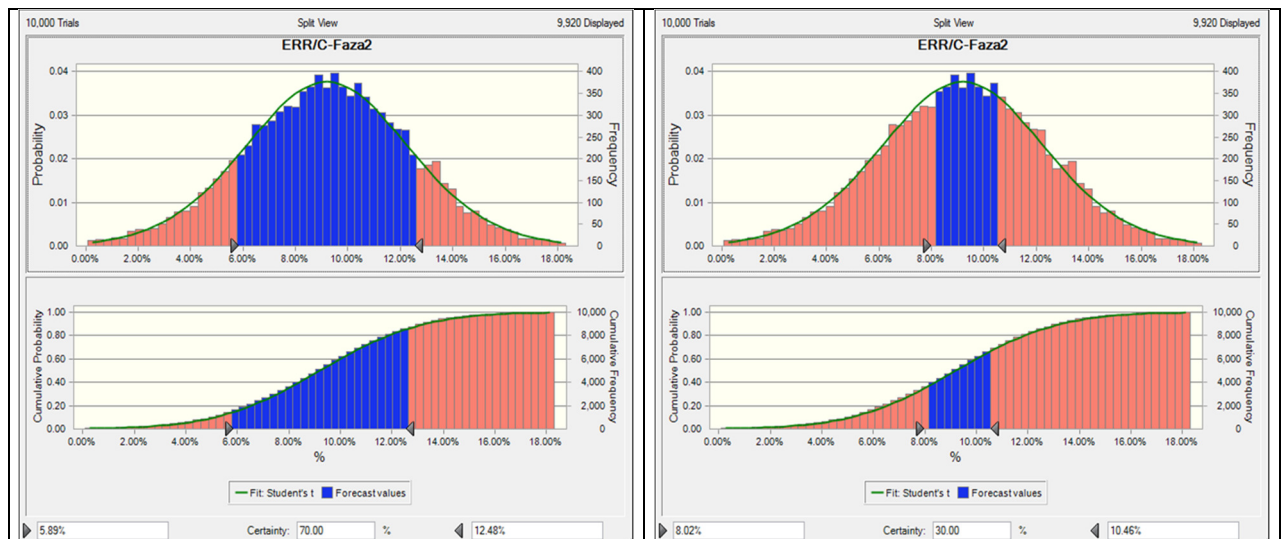 10,000 Trials Split View 9,920 Displayed
ERR/C-Faza2
Probability
0.04
0.03
0.02
0.01
0.00
400
350
300
250
200
150
100
50
0
Frequency
0.00% 2.00% 4.00% 6.00% 8.00% 10.00% 12.00% 14.00% 16.00% 18.00%
Cumulative Probability
1.00
0.80
0.60
0.40
0.20
0.00
10,000
8,000
6,000
4,000
2,000
0
Cumulative Frequency
0.00% 2.00% 4.00% 6.00% 8.00% 10.00% 12.00% 14.00% 16.00% 18.00%
%
Fit: Student's t Forecast values
5.89% Certainty: 70.00 % 12.48%
10,000 Trials Split View 9,920 Displayed
ERR/C-Faza2
Probability
0.04
0.03
0.02
0.01
0.00
400
350
300
250
200
150
100
50
0
Frequency
0.00% 2.00% 4.00% 6.00% 8.00% 10.00% 12.00% 14.00% 16.00% 18.00%
Cumulative Probability
1.00
0.80
0.60
0.40
0.20
0.00
10,000
8,000
6,000
4,000
2,000
0
Cumulative Frequency
0.00% 2.00% 4.00% 6.00% 8.00% 10.00% 12.00% 14.00% 16.00% 18.00%
%
Fit: Student's t Forecast values
8.02% Certainty: 30.00 % 10.46%